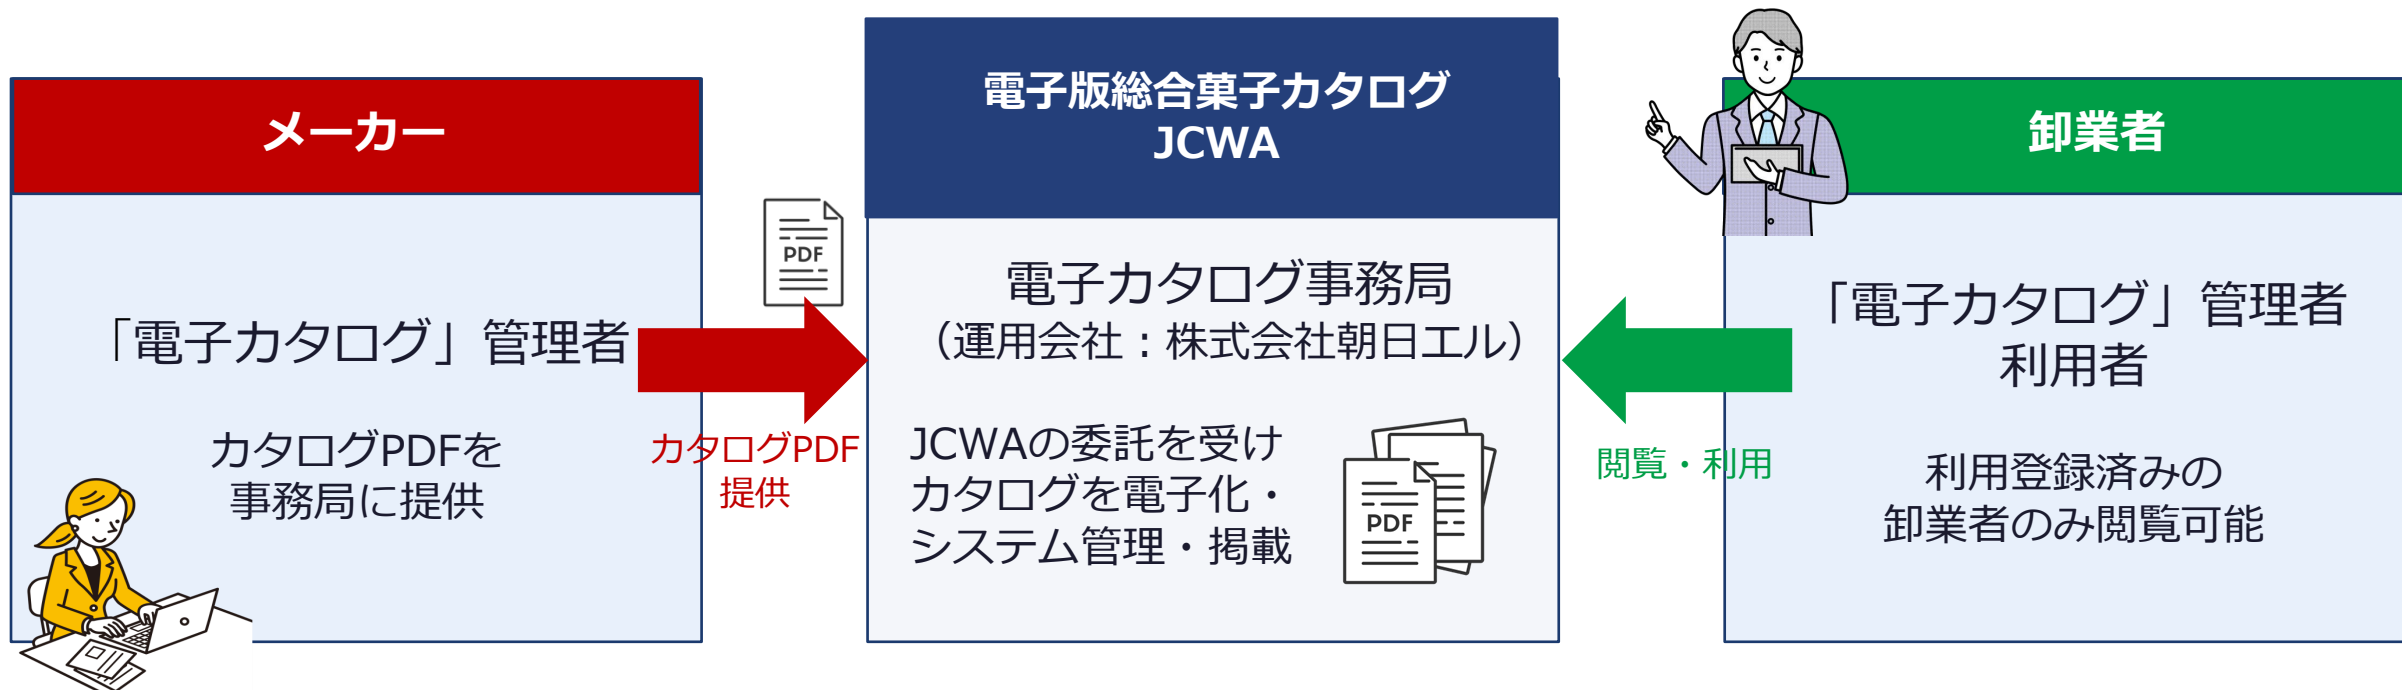 メーカー
「電子カタログ」管理者
カタログPDFを
事務局に提供
PDF
カタログPDF
提供
電子版総合菓子カタログ
JCWA
電子カタログ事務局
（運用会社：株式会社朝日エル）
JCWAの委託を受け
カタログを電子化・
システム管理・掲載
PDF
閲覧・利用
卸業者
「電子カタログ」管理者
利用者
利用登録済みの
卸業者のみ閲覧可能